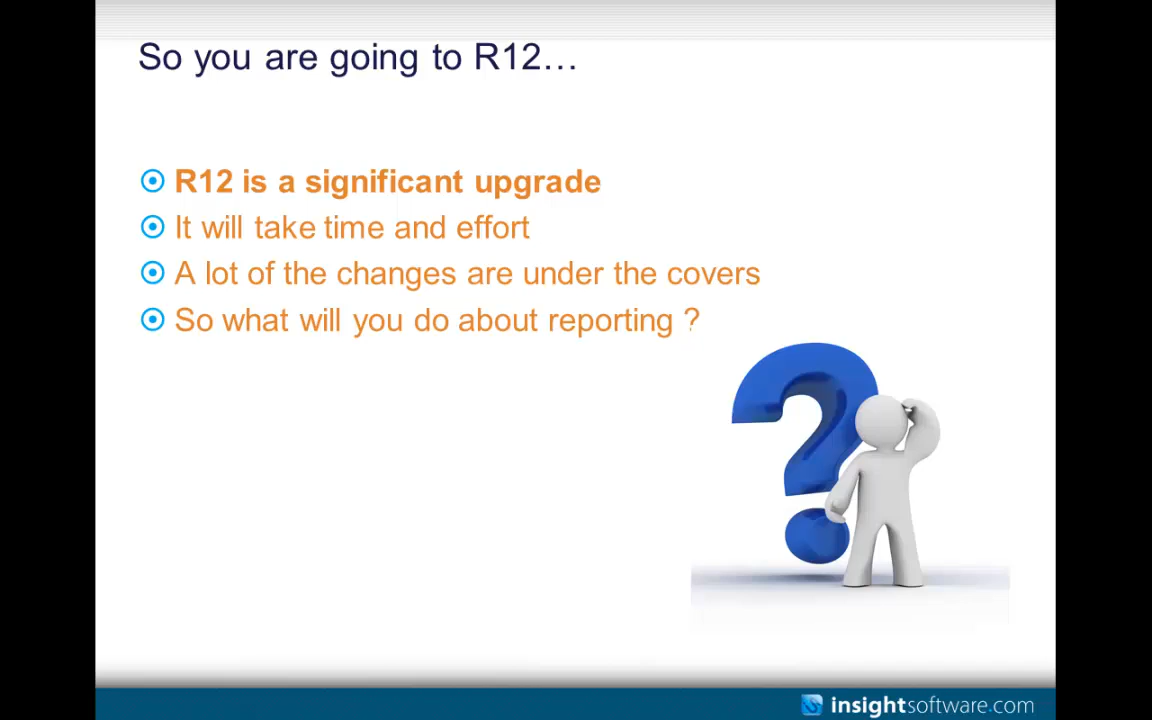 So you are going to R12…
R12 is a significant upgrade
It will take time and effort
A lot of the changes are under the covers
So what will you do about reporting ?
insightsoftware.com